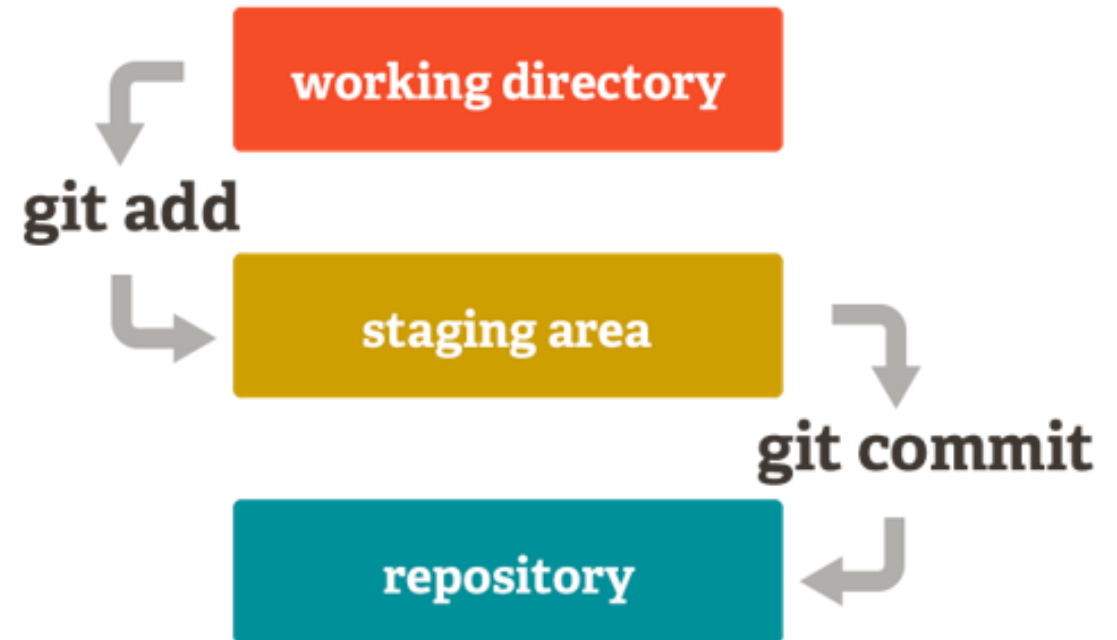 working directory
git add
staging area
git commit
repository